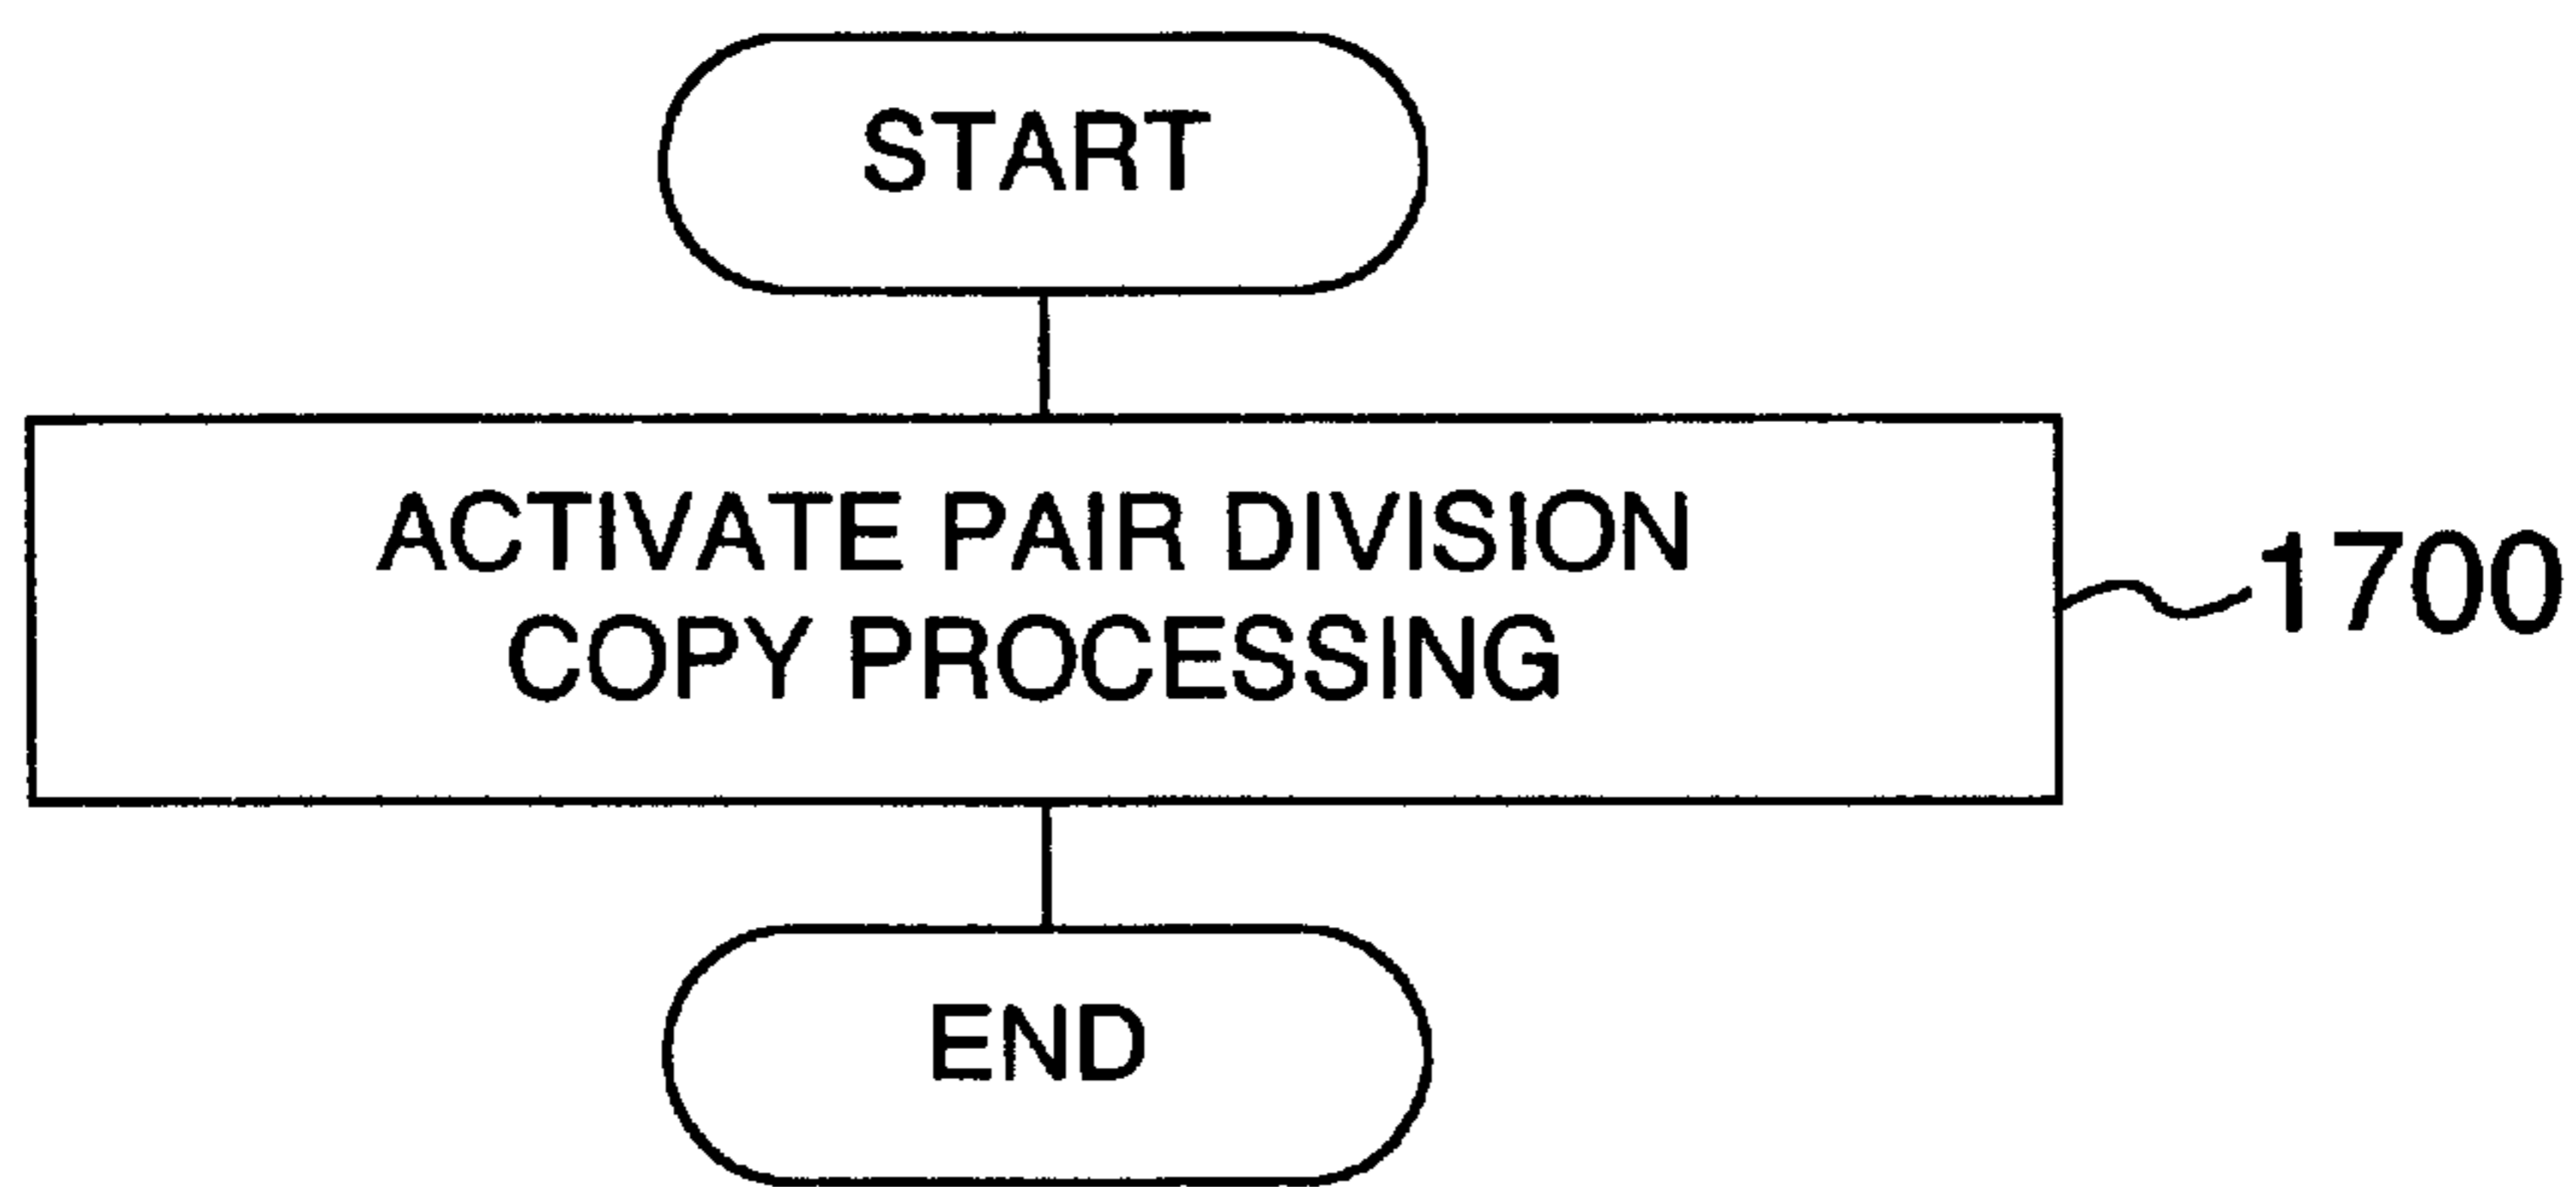 START
ACTIVATE PAIR DIVISION
COPY PROCESSING
1700
END